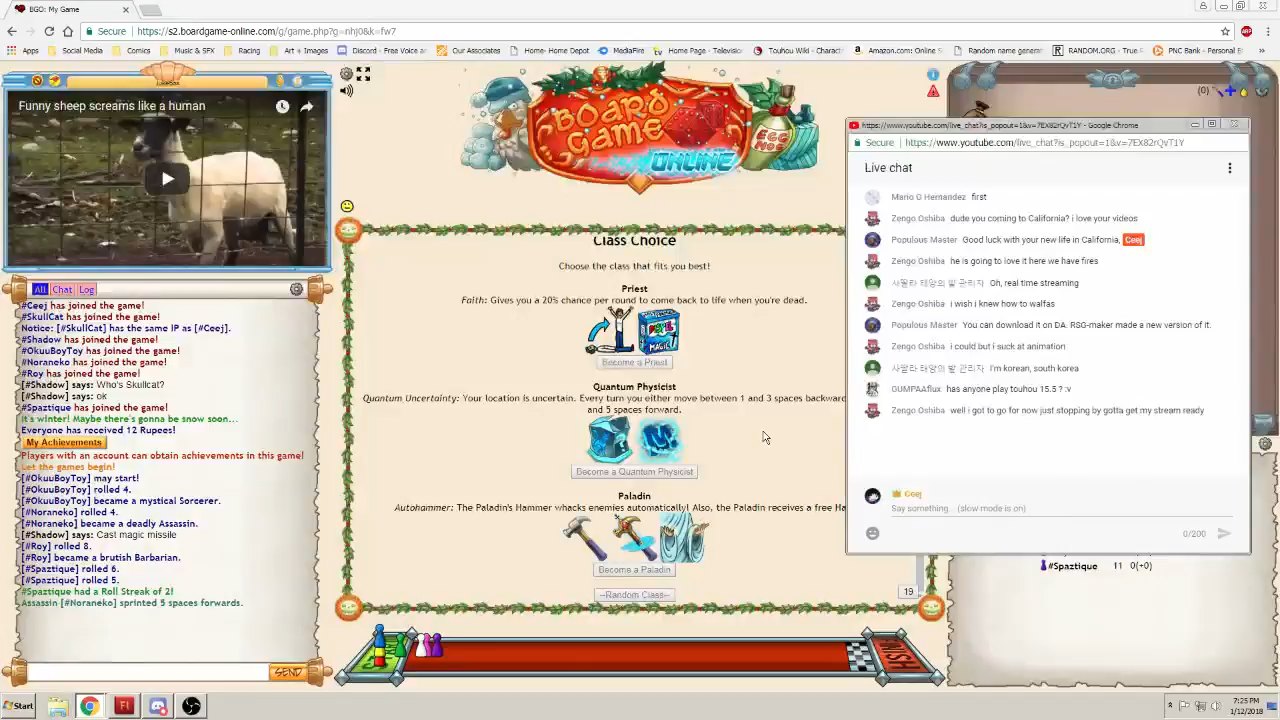 BGO: My Game
Secure https://s2.boardgame-online.com/g/game.php?g=nhj0&k=fw7
Apps Social Media Comics Music & SFX Racing Art + Images Discord - Free Voice a Our Associates Home- Home Depot MediaFire Home Page - Televisio Touhou Wiki - Charact Amazon.com: Online S Random name genera RANDOM.ORG - True PNC Bank - Personal B
Funny sheep screams like a human
All Chat Log
#Ceej has joined the game!
#SkullCat has joined the game!
Notice: [#SkullCat] has the same IP as [#Ceej].
#Shadow has joined the game!
#OkuuBoyToy has joined the game!
#Noraneko has joined the game!
#Roy has joined the game!
[#Shadow] says: Who's Skullcat?
[#Shadow] says: ok
#Spaztique has joined the game!
It's winter! Maybe there's gonna be snow soon...
Everyone has received 12 Rupees!
My Achievements
Players with an account can obtain achievements in this game!
Let the games begin!
[#OkuuBoyToy] may start!
[#OkuuBoyToy] rolled 4.
[#OkuuBoyToy] became a mystical Sorcerer.
[#Noraneko] rolled 4.
[#Noraneko] became a deadly Assassin.
[#Shadow] says: Cast magic missile
[#Roy] rolled 8.
[#Roy] became a brutish Barbarian.
[#Spaztique] rolled 6.
[#Spaztique] rolled 5.
#Spaztique had a Roll Streak of 2!
Assassin [#Noraneko] sprinted 5 spaces forwards.
SEND
BOARD
GAME
ONLINE
EGG
NOG
Class Choice
Choose the class that fits you best!
Priest
Faith: Gives you a 20% chance per round to come back to life when you're dead.
Become a Priest
Quantum Physicist
Quantum Uncertainty: Your location is uncertain. Every turn you either move between 1 and 3 spaces backward
and 5 spaces forward.
Become a Quantum Physicist
Paladin
Autohammer: The Paladin's Hammer whacks enemies automatically! Also, the Paladin receives a free Ha
Become a Paladin
--Random Class--
19
FINISH
(0)
https://www.youtube.com/live_chat?is_popout=1&v=7EX82rQvT1Y - Google Chrome
Secure https://www.youtube.com/live_chat?is_popout=1&v=7EX82rQvT1Y
Live chat
Mario G Hernandez first
Zengo Oshiba dude you coming to California? i love your videos
Populous Master Good luck with your new life in California, Ceej
Zengo Oshiba he is going to love it here we have fires
사딸라 태양의 발 관리자 Oh, real time streaming
Zengo Oshiba i wish i knew how to walfas
Populous Master You can download it on DA. RSG-maker made a new version of it.
Zengo Oshiba i could but i suck at animation
사딸라 태양의 발 관리자 I'm korean, south korea
GUMPAAflux has anyone play touhou 15.5 ? :v
Zengo Oshiba well i got to go for now just stopping by gotta get my stream ready
Ceej
Say something... (slow mode is on)
0/200
#Spaztique 11 0(+0)
Start
7:25 PM
1/12/2018